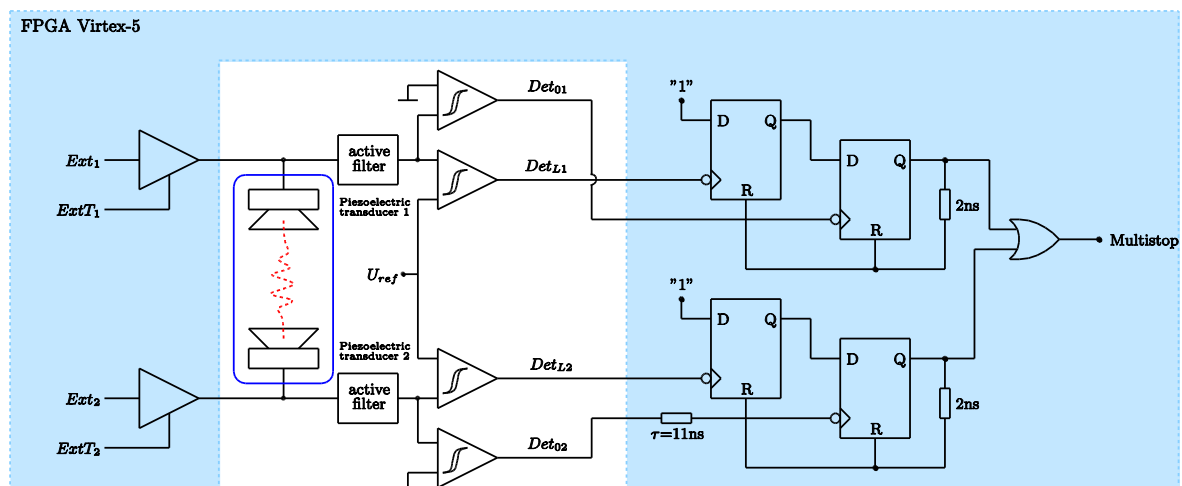 FPGA Virtex-5
Ext1
ExtT1
active
filter
Piezoelectric
transducer 1
Det01
DetL1
"1"
D
Q
R
D
Q
R
2ns
Multistop
Uref
Piezoelectric
transducer 2
Ext2
ExtT2
active
filter
DetL2
Det02
τ=11ns
"1"
D
Q
R
D
Q
R
2ns